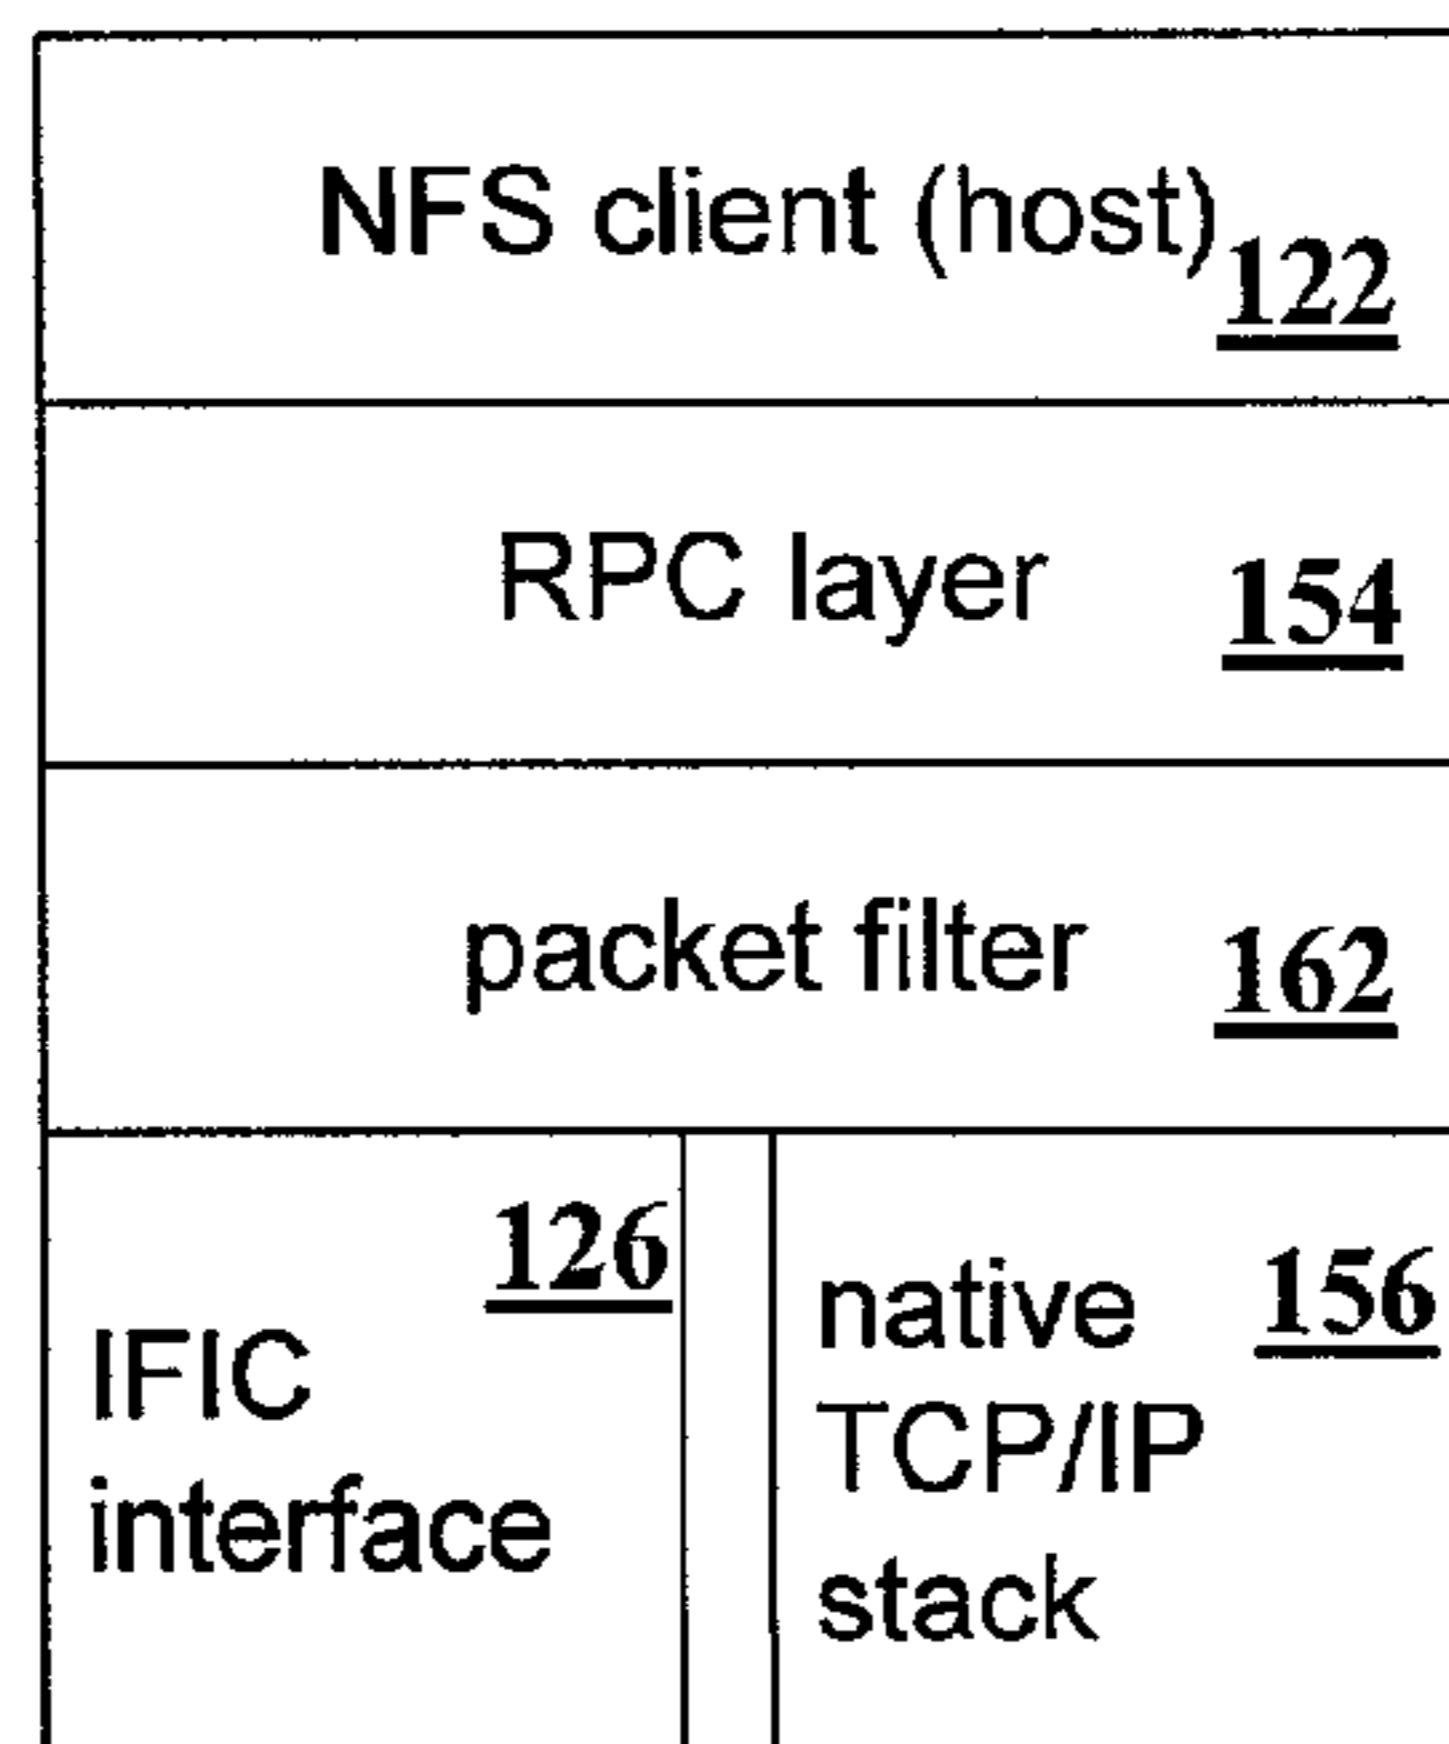 NFS client (host) 122
RPC layer 154
packet filter 162
126
IFIC
interface
native 156
TCP/IP
stack